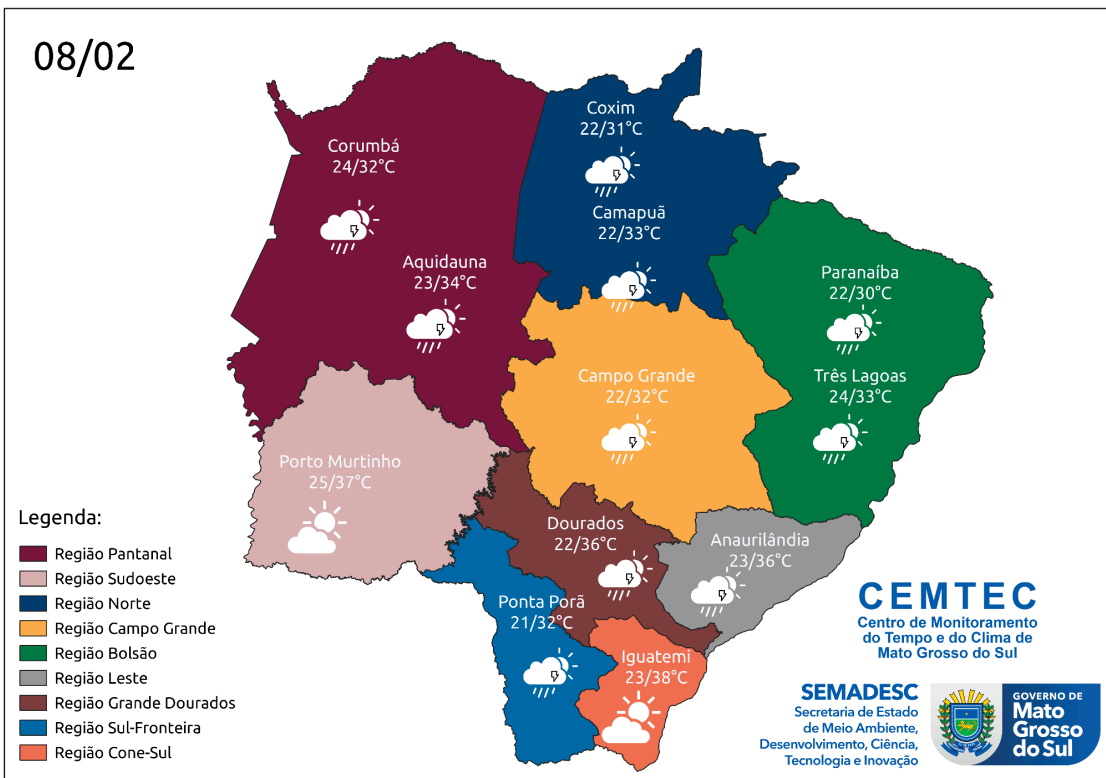 08/02
Corumbá
24/32°C
Aquidauna
23/34°C
Coxim
22/31°C
Camapuã
22/33°C
Paranaíba
22/30°C
Três Lagoas
24/33°C
Campo Grande
22/32°C
Porto Murtinho
25/37°C
Dourados
22/36°C
Anaurilândia
23/36°C
Ponta Porã
21/32°C
Iguatemi
23/38°C
Legenda:
Região Pantanal
Região Sudoeste
Região Norte
Região Campo Grande
Região Bolsão
Região Leste
Região Grande Dourados
Região Sul-Fronteira
Região Cone-Sul
CEMTEC
Centro de Monitoramento
do Tempo e do Clima de
Mato Grosso do Sul
SEMADESC
Secretaria de Estado
de Meio Ambiente,
Desenvolvimento, Ciência,
Tecnologia e Inovação
GOVERNO DE
Mato
Grosso
do Sul